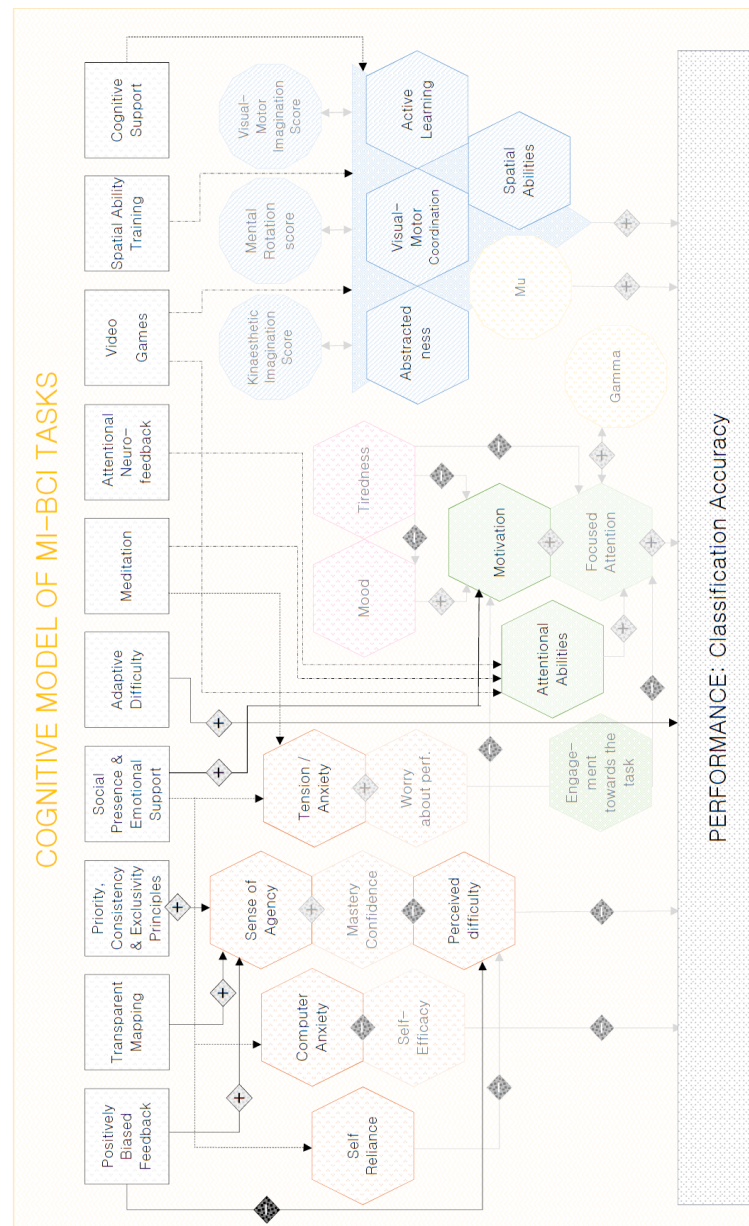 COGNITIVE MODEL OF MI-BCI TASKS
Positively
Biased
Feedback
Transparent
Mapping
Priority,
Consistency
& Exclusivity
Principles
Social
Presence &
Emotional
Support
Adaptive
Difficulty
Meditation
Attentional
Neuro-
feedback
Video
Games
Spatial Ability
Training
Cognitive
Support
+
+
+
+
+
-
Kinaesthetic
Imagination
Score
Mental
Rotation
score
Visual-
Motor
Imagination
Score
Self
Reliance
Computer
Anxiety
-
Self-
Efficacy
Sense of
Agency
+
Mastery
Confidence
-
Perceived
difficulty
Tension /
Anxiety
+
Worry
about perf.
Mood
-
Tiredness
+
-
-
Motivation
+
Focused
Attention
+
Gamma
Attentional
Abilities
+
Engage-
ment
towards the
task
Abstracted
ness
Visual-
Motor
Coordination
Active
Learning
Spatial
Abilities
Mu
-
-
-
-
-
+
+
+
PERFORMANCE: Classification Accuracy